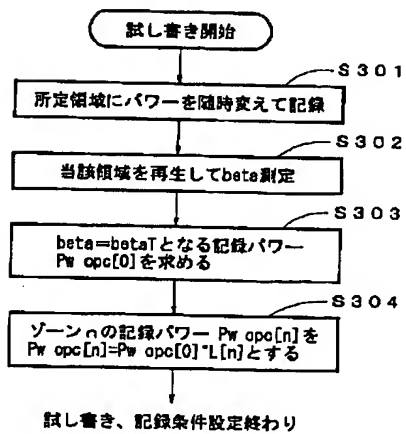 試し書き開始
S301
所定領域にパワーを随時変えて記録
S302
当該領域を再生してbeta測定
S303
beta=betaTとなる記録パワー
Pw opc[0]を求める
S304
ゾーンnの記録パワー Pw opc[n]を
Pw opc[n]=Pw opc[0]*L[n]とする
試し書き、記録条件設定終わり